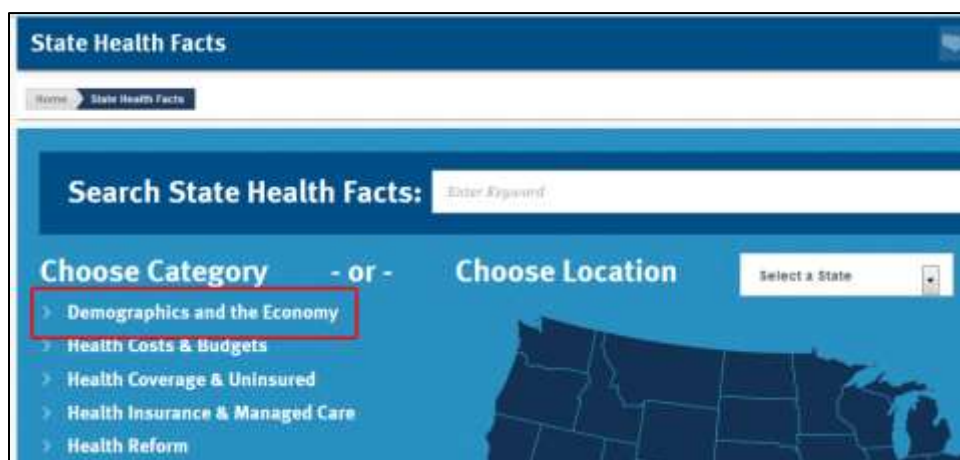 State Health Facts
Home State Health Facts
Search State Health Facts: Enter Keyword
Choose Category - or - Choose Location Select a State
Demographics and the Economy
Health Costs & Budgets
Health Coverage & Uninsured
Health Insurance & Managed Care
Health Reform